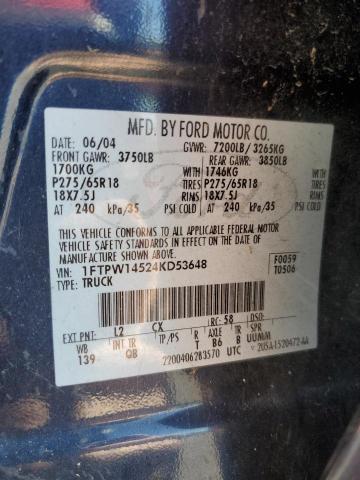 MFD. BY FORD MOTOR CO.
DATE: 06/04 GVWR: 7200LB/ 3265KG
FRONT GAWR: 3750LB REAR GAWR: 3850LB
1700KG 1746KG
P275/65R18 TIRES P275/65R18
18X7.5J RIMS 18X7.5J
AT 240 kPa/35 PSI COLD AT 240 kPa/35 PSI COLD
THIS VEHICLE CONFORMS TO ALL APPLICABLE FEDERAL MOTOR
VEHICLE SAFETY STANDARDS IN EFFECT ON THE DATE OF
MANUFACTURE SHOWN ABOVE.
VIN: 1FTPW14524KD53648 F0059
TYPE: TRUCK T0506
EXT PNT: L2 CX RC: 58
WB INT TR TP/PS R AXLE TR SPR
139 QB T B6 B UUMM
2200406283570 UTC